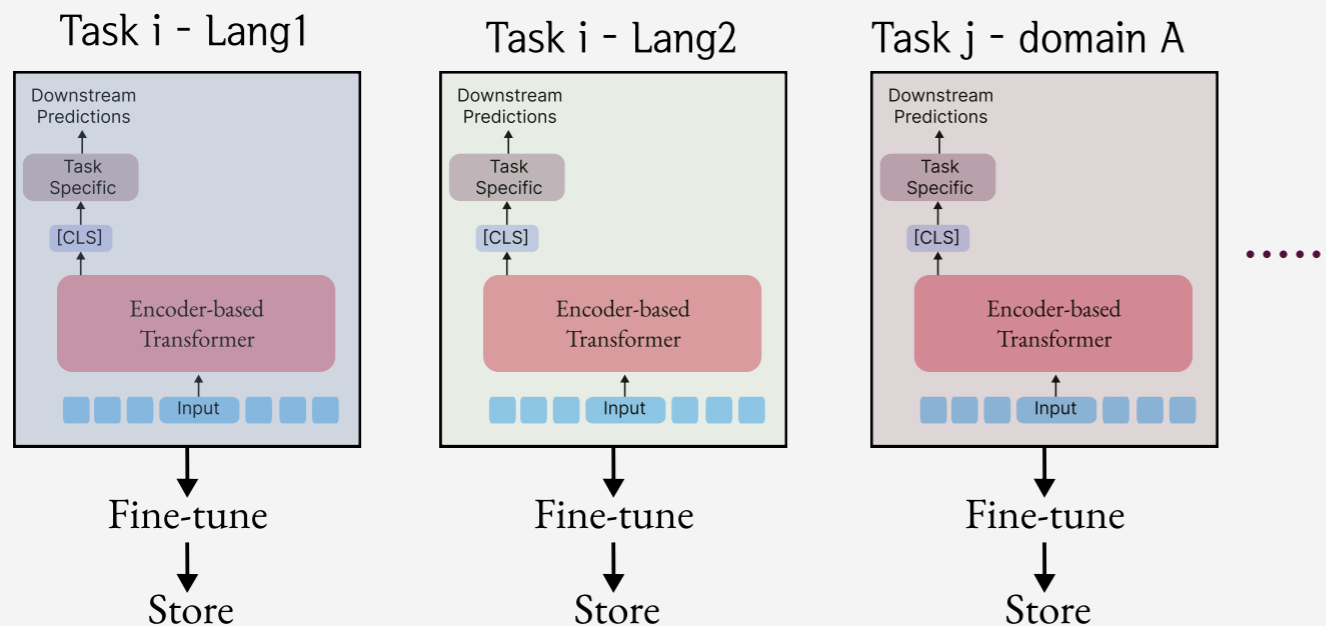 Task i - Lang1
Downstream
Predictions
Task
Specific
[CLS]
Encoder-based
Transformer
Input
Fine-tune
Store
Task i - Lang2
Downstream
Predictions
Task
Specific
[CLS]
Encoder-based
Transformer
Input
Fine-tune
Store
Task j - domain A
Downstream
Predictions
Task
Specific
[CLS]
Encoder-based
Transformer
Input
Fine-tune
Store
.....